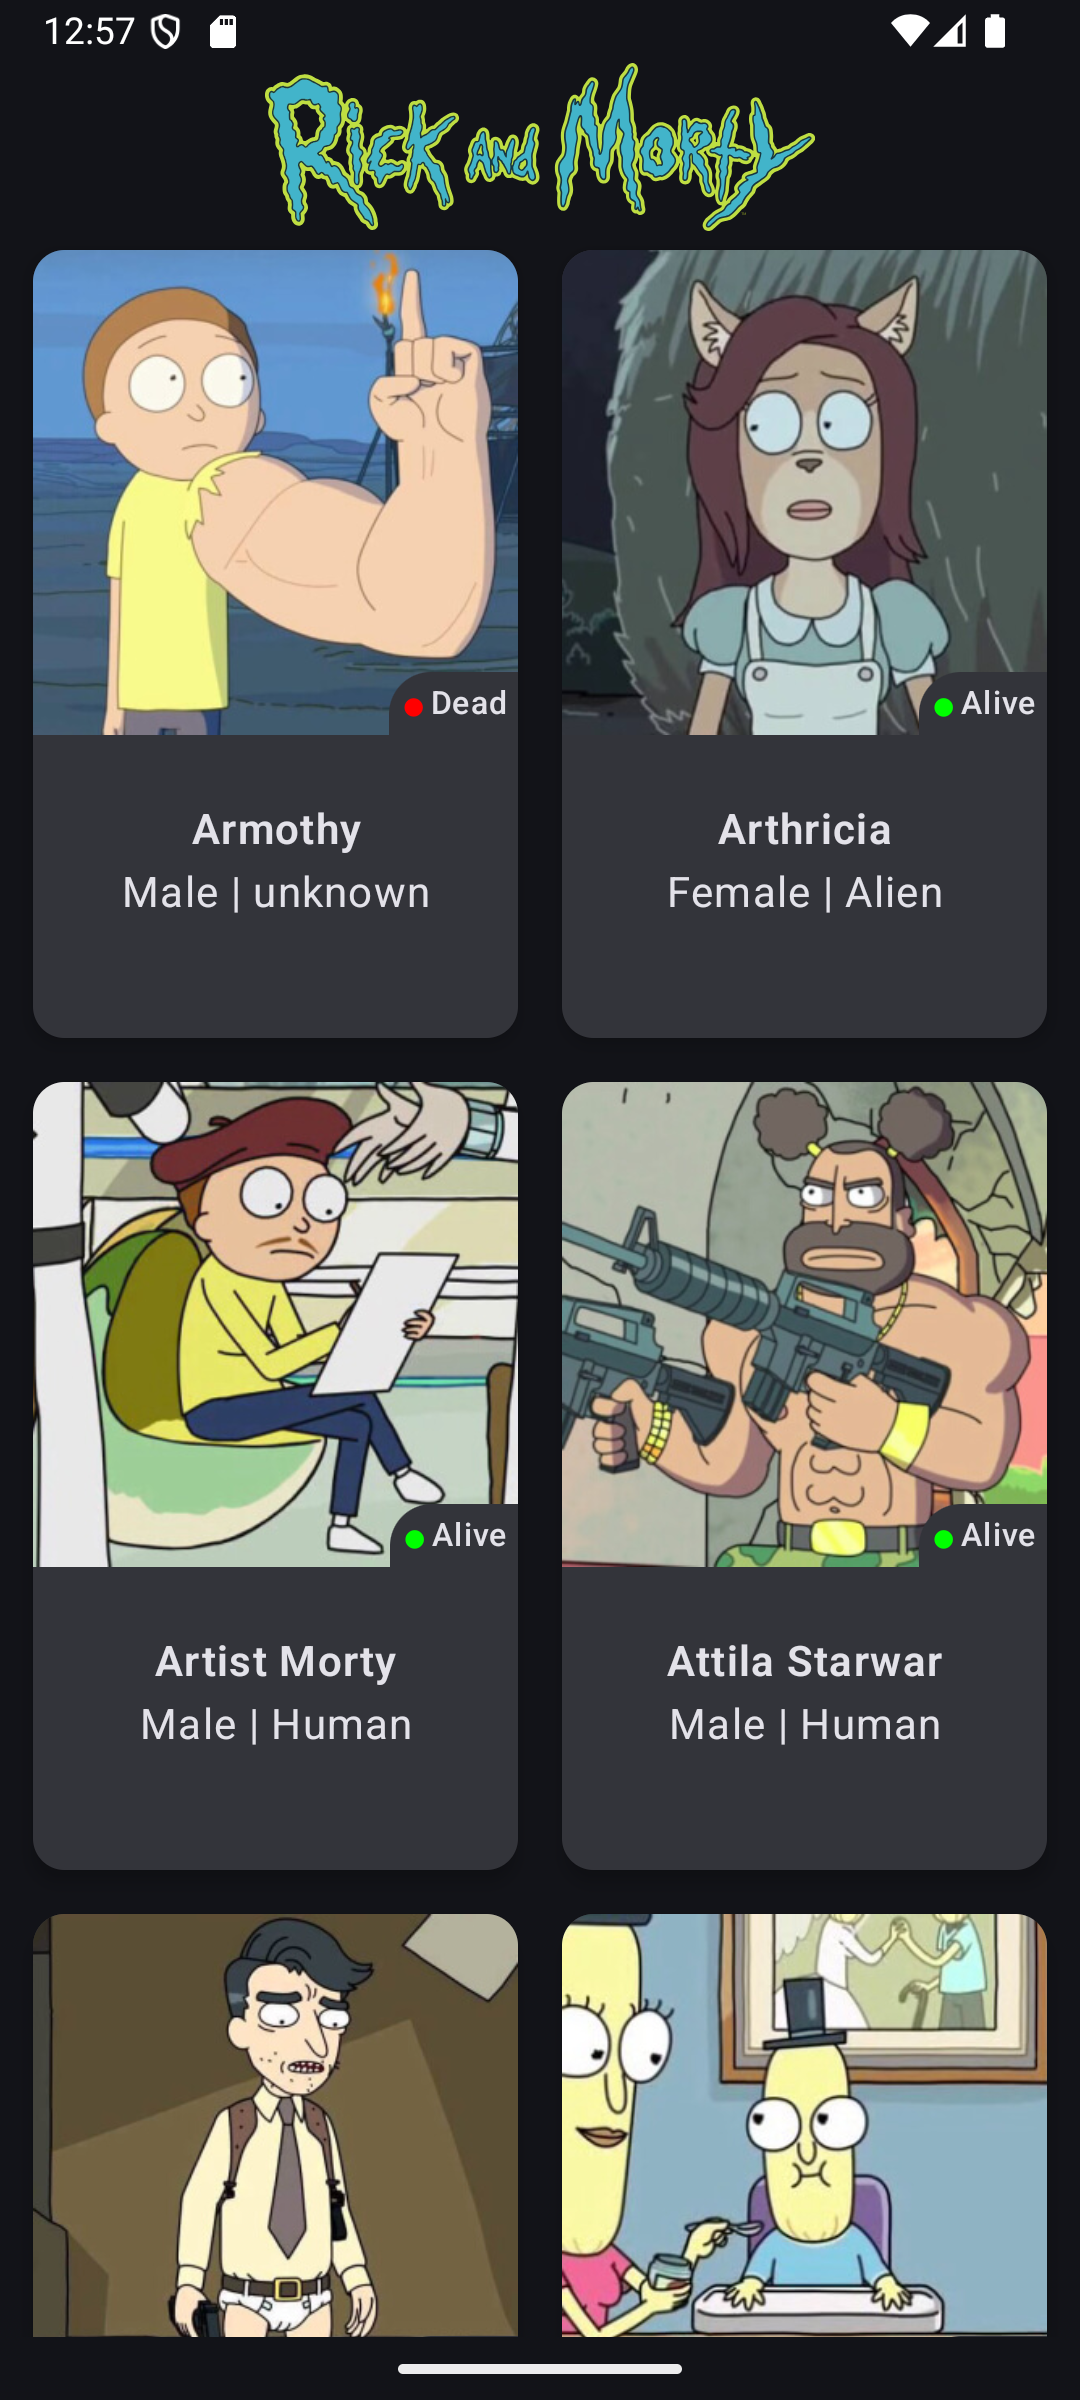 12:57
Rick and Morty
Dead
Alive
Armothy
Male | unknown
Arthricia
Female | Alien
Alive
Alive
Artist Morty
Male | Human
Attila Starwar
Male | Human